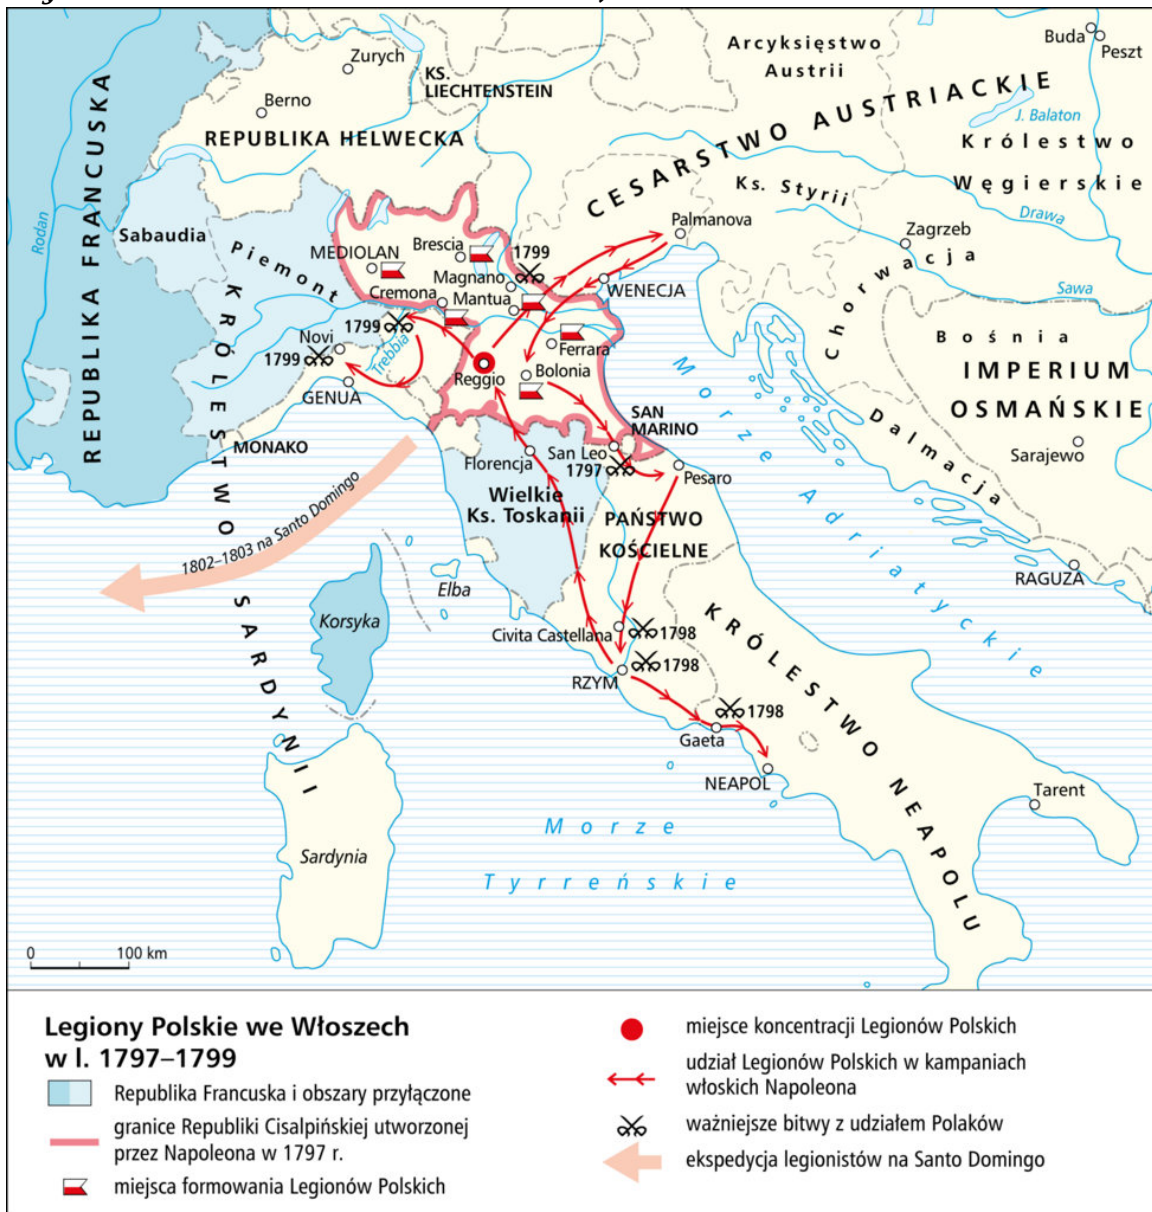 Zurych
Berno
KS.
LIECHTENSTEIN
REPUBLIKA HELWECKA
Arcyksięstwo
Austrii
Buda
Peszt
CESARSTWO AUSTRIACKIE
J. Balaton
Królestwo
Węgierskie
Ks. Styrii
Drawa
REPUBLIKA FRANCUSKA
Rodan
Sabaudia
Piemont
KRÓLESTWO SARDYNII
MEDIOLAN
Brescia
1799
Magnano
Cremona
Mantua
Palmanova
WENECJA
Zagrzeb
Chorwacja
Sawa
Novi
1799
1799
Trebbia
Ferrara
Reggio
Bolonia
GENUA
MONAKO
SAN
MARINO
San Leo
1797
Pesaro
Florencja
Wielkie
Ks. Toskanii
PAŃSTWO
KOŚCIELNE
Bośnia
IMPERIUM
OSMAŃSKIE
Sarajewo
Dalmacja
Morze Adriatyckie
RAGUZA
1802–1803 na Santo Domingo
Elba
Korsyka
Civita Castellana
1798
1798
RZYM
1798
Gaeta
NEAPOL
KRÓLESTWO NEAPOLU
Tarent
Morze
Tyrreńskie
Sardynia
0 100 km
Legiony Polskie we Włoszech
w l. 1797–1799
Republika Francuska i obszary przyłączone
granice Republiki Cisalpińskiej utworzonej
przez Napoleona w 1797 r.
miejsca formowania Legionów Polskich
miejsce koncentracji Legionów Polskich
udział Legionów Polskich w kampaniach
włoskich Napoleona
ważniejsze bitwy z udziałem Polaków
ekspedycja legionistów na Santo Domingo